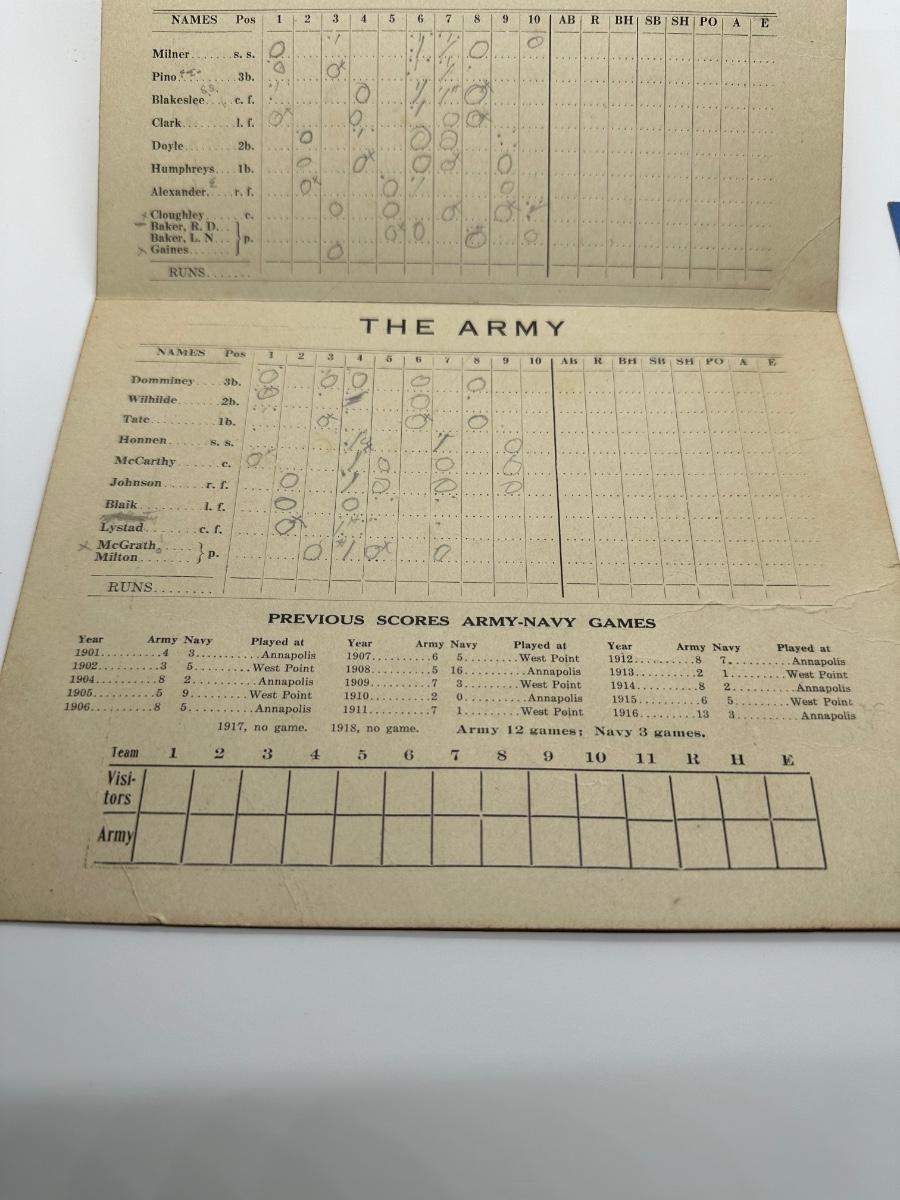 NAMES Pos 1 2 3 4 5 6 7 8 9 10 AB R BH SB SH PO A E
Milner........ s. s.
Pino........ 3b.
Blakeslee... c. f.
Clark........ l. f.
Doyle........ 2b.
Humphreys... 1b.
Alexander.... r. f.
Cloughley.... c.
Baker, R. D...
Baker, L. N... } p.
Gaines.......
RUNS.......
THE ARMY
NAMES Pos 1 2 3 4 5 6 7 8 9 10 AB R BH SB SH PO A E
Domminey..... 3b.
Wilhilde..... 2b.
Tate........ 1b.
Honnen...... s. s.
McCarthy..... c.
Johnson...... r. f.
Blaik........ l. f.
Lystad....... c. f.
McGrath.....
Milton....... } p.
RUNS........
PREVIOUS SCORES ARMY-NAVY GAMES
Year Army Navy Played at Year Army Navy Played at Year Army Navy Played at
1901..........4 3..........Annapolis 1907..........6 5........West Point 1912..........8 7..........Annapolis
1902..........3 5........West Point 1908..........5 16..........Annapolis 1913..........2 1........West Point
1904..........8 2..........Annapolis 1909..........7 3........West Point 1914..........8 2..........Annapolis
1905..........5 9........West Point 1910..........2 0..........Annapolis 1915..........6 5........West Point
1906..........8 5..........Annapolis 1911..........7 1........West Point 1916..........13 3..........Annapolis
1917, no game. 1918, no game. Army 12 games; Navy 3 games.
Team 1 2 3 4 5 6 7 8 9 10 11 R H E
Visi-
tors
Army